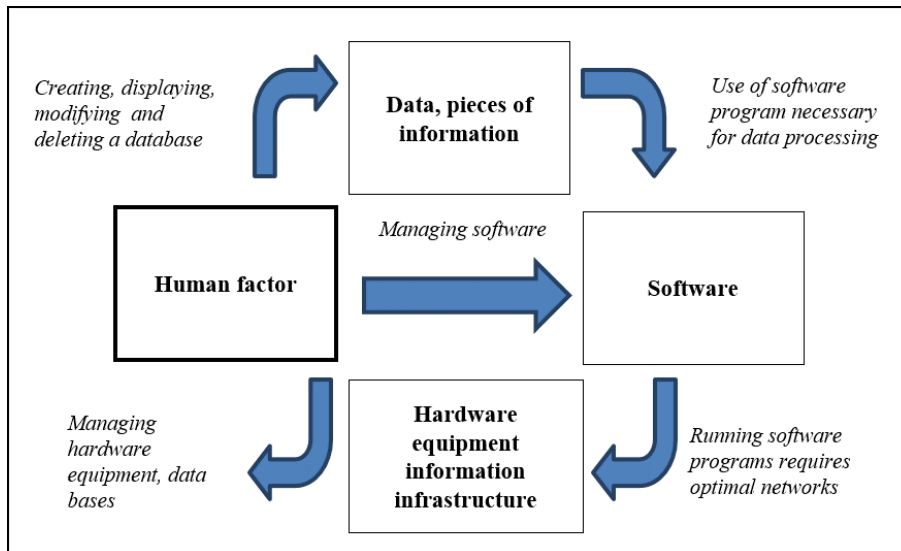 Creating, displaying,
modifying and
deleting a database
Data, pieces of
information
Use of software
program necessary
for data processing
Human factor
Managing software
Software
Managing
hardware
equipment, data
bases
Hardware
equipment
information
infrastructure
Running software
programs requires
optimal networks